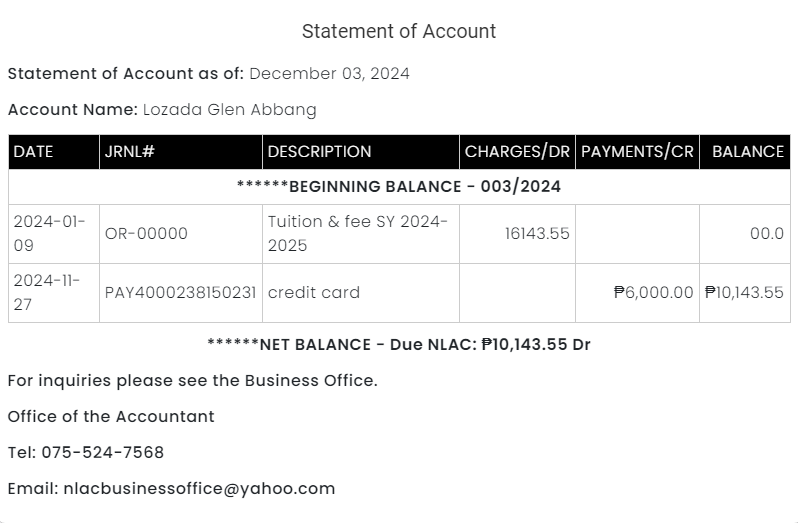 Statement of Account
Statement of Account as of: December 03, 2024
Account Name: Lozada Glen Abbang
DATE JRNL# DESCRIPTION CHARGES/DR PAYMENTS/CR BALANCE
******BEGINNING BALANCE - 003/2024
2024-01-09 OR-00000 Tuition & fee SY 2024-2025 16143.55 00.0
2024-11-27 PAY4000238150231 credit card ₱6,000.00 ₱10,143.55
******NET BALANCE - Due NLAC: ₱10,143.55 Dr
For inquiries please see the Business Office.
Office of the Accountant
Tel: 075-524-7568
Email: nlacbusinessoffice@yahoo.com